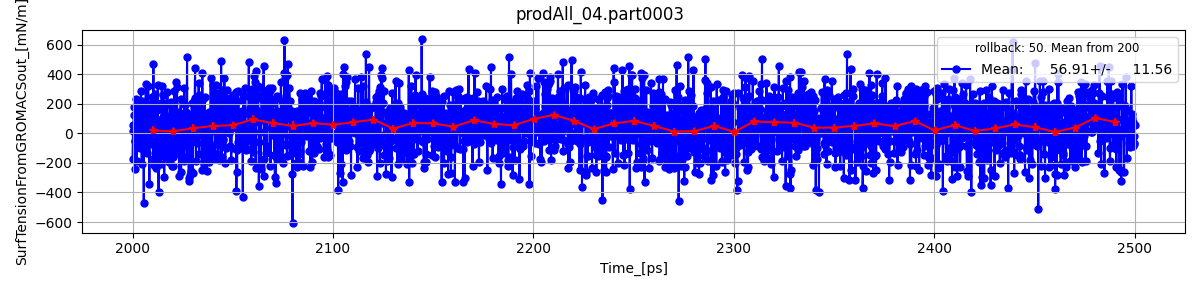 prodAll_04.part0003
SurfTensionFromGROMACSout_[mN/m]
600
400
200
0
−200
−400
−600
rollback: 50. Mean from 200
Mean: 56.91+/- 11.56
2000
2100
2200
2300
2400
2500
Time_[ps]